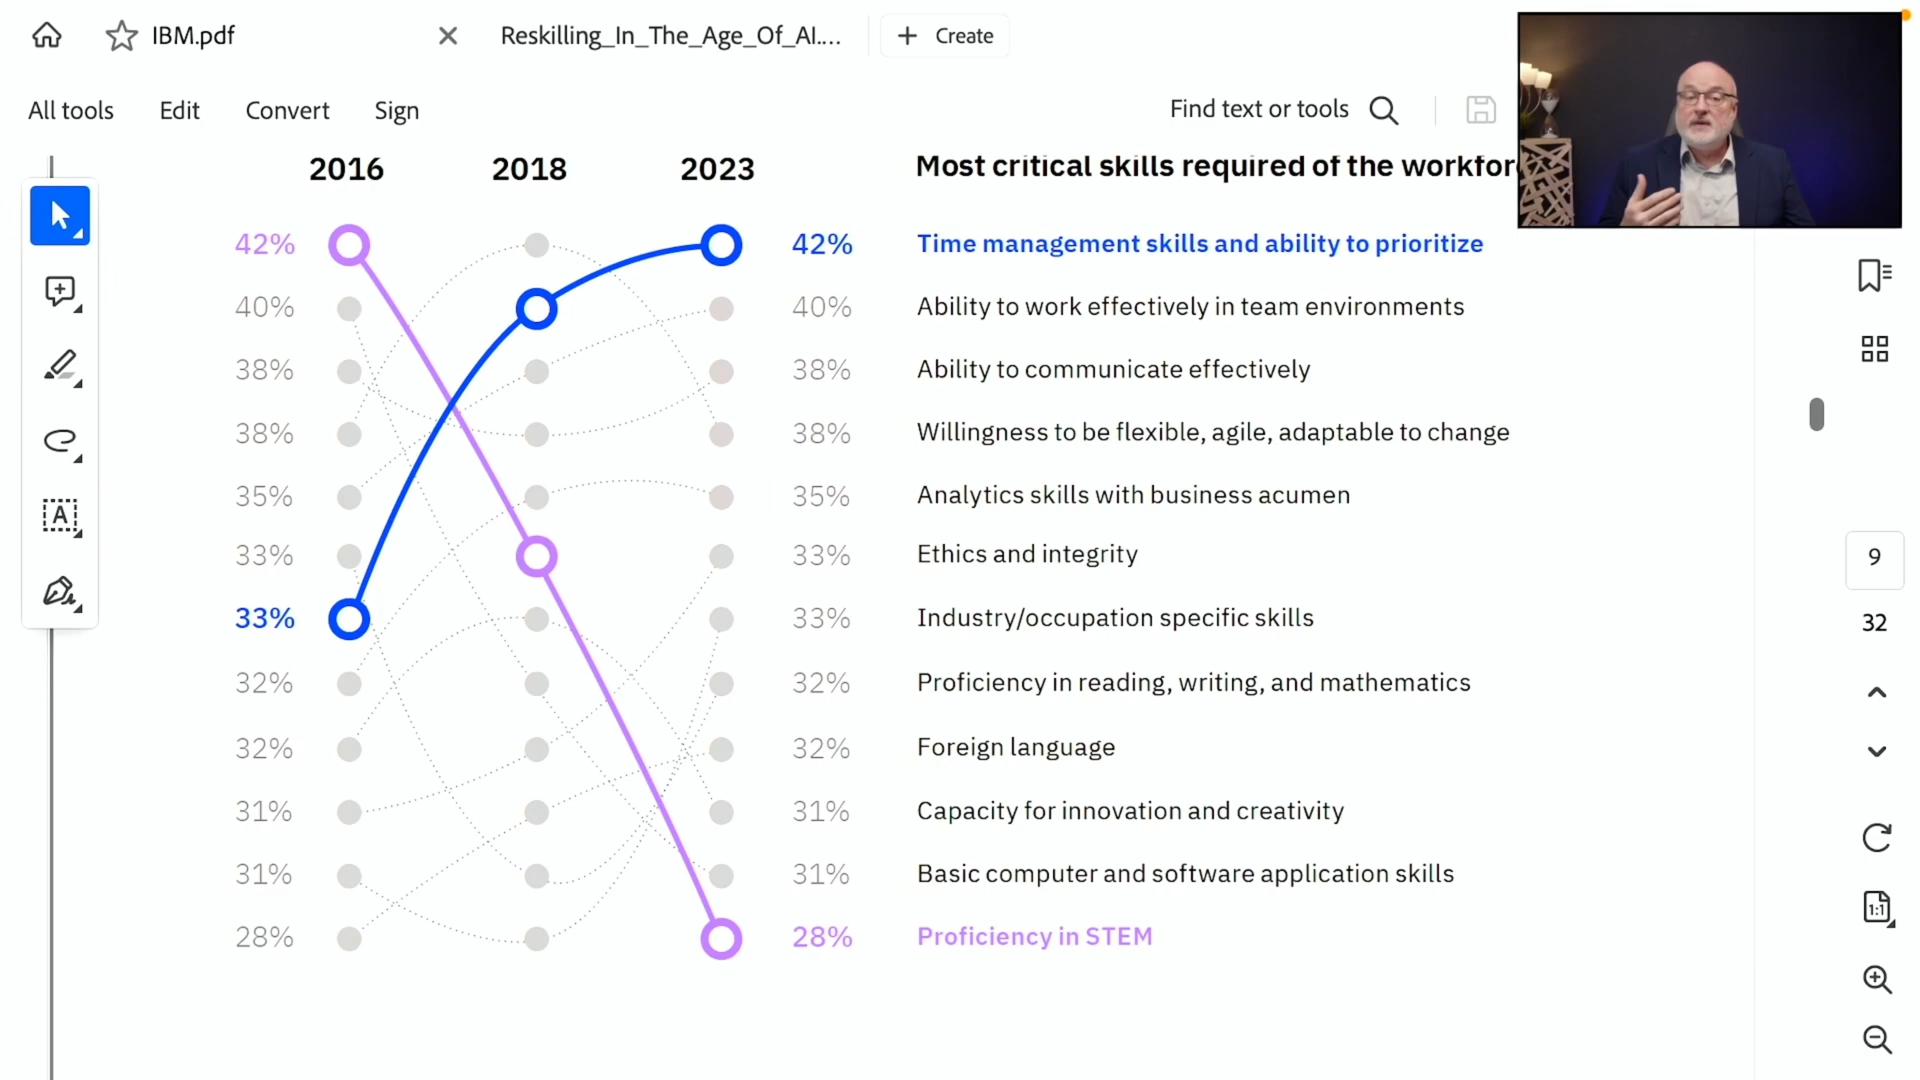 IBM.pdf
Reskilling_In_The_Age_Of_AI....
Create
All tools Edit Convert Sign
Find text or tools
2016 2018 2023 Most critical skills required of the workfor
42% 42% Time management skills and ability to prioritize
40% 40% Ability to work effectively in team environments
38% 38% Ability to communicate effectively
38% 38% Willingness to be flexible, agile, adaptable to change
35% 35% Analytics skills with business acumen
33% 33% Ethics and integrity
33% 33% Industry/occupation specific skills
32% 32% Proficiency in reading, writing, and mathematics
32% 32% Foreign language
31% 31% Capacity for innovation and creativity
31% 31% Basic computer and software application skills
28% 28% Proficiency in STEM
A
9
32
1:1